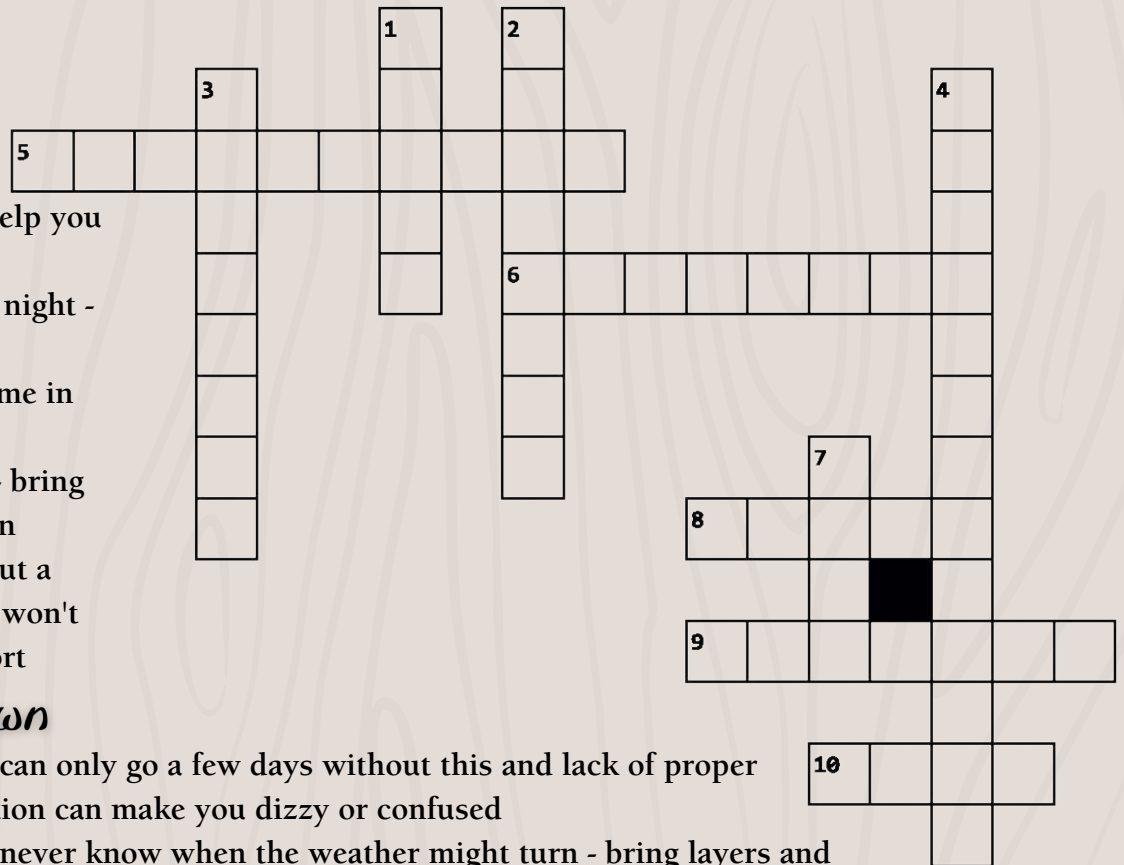 1
2
3
4
5
elp you
6
night -
me in
7
- bring
8
n
ut a
won't
9
ort
wn
can only go a few days without this and lack of proper
10
ion can make you dizzy or confused
never know when the weather might turn - bring layers and